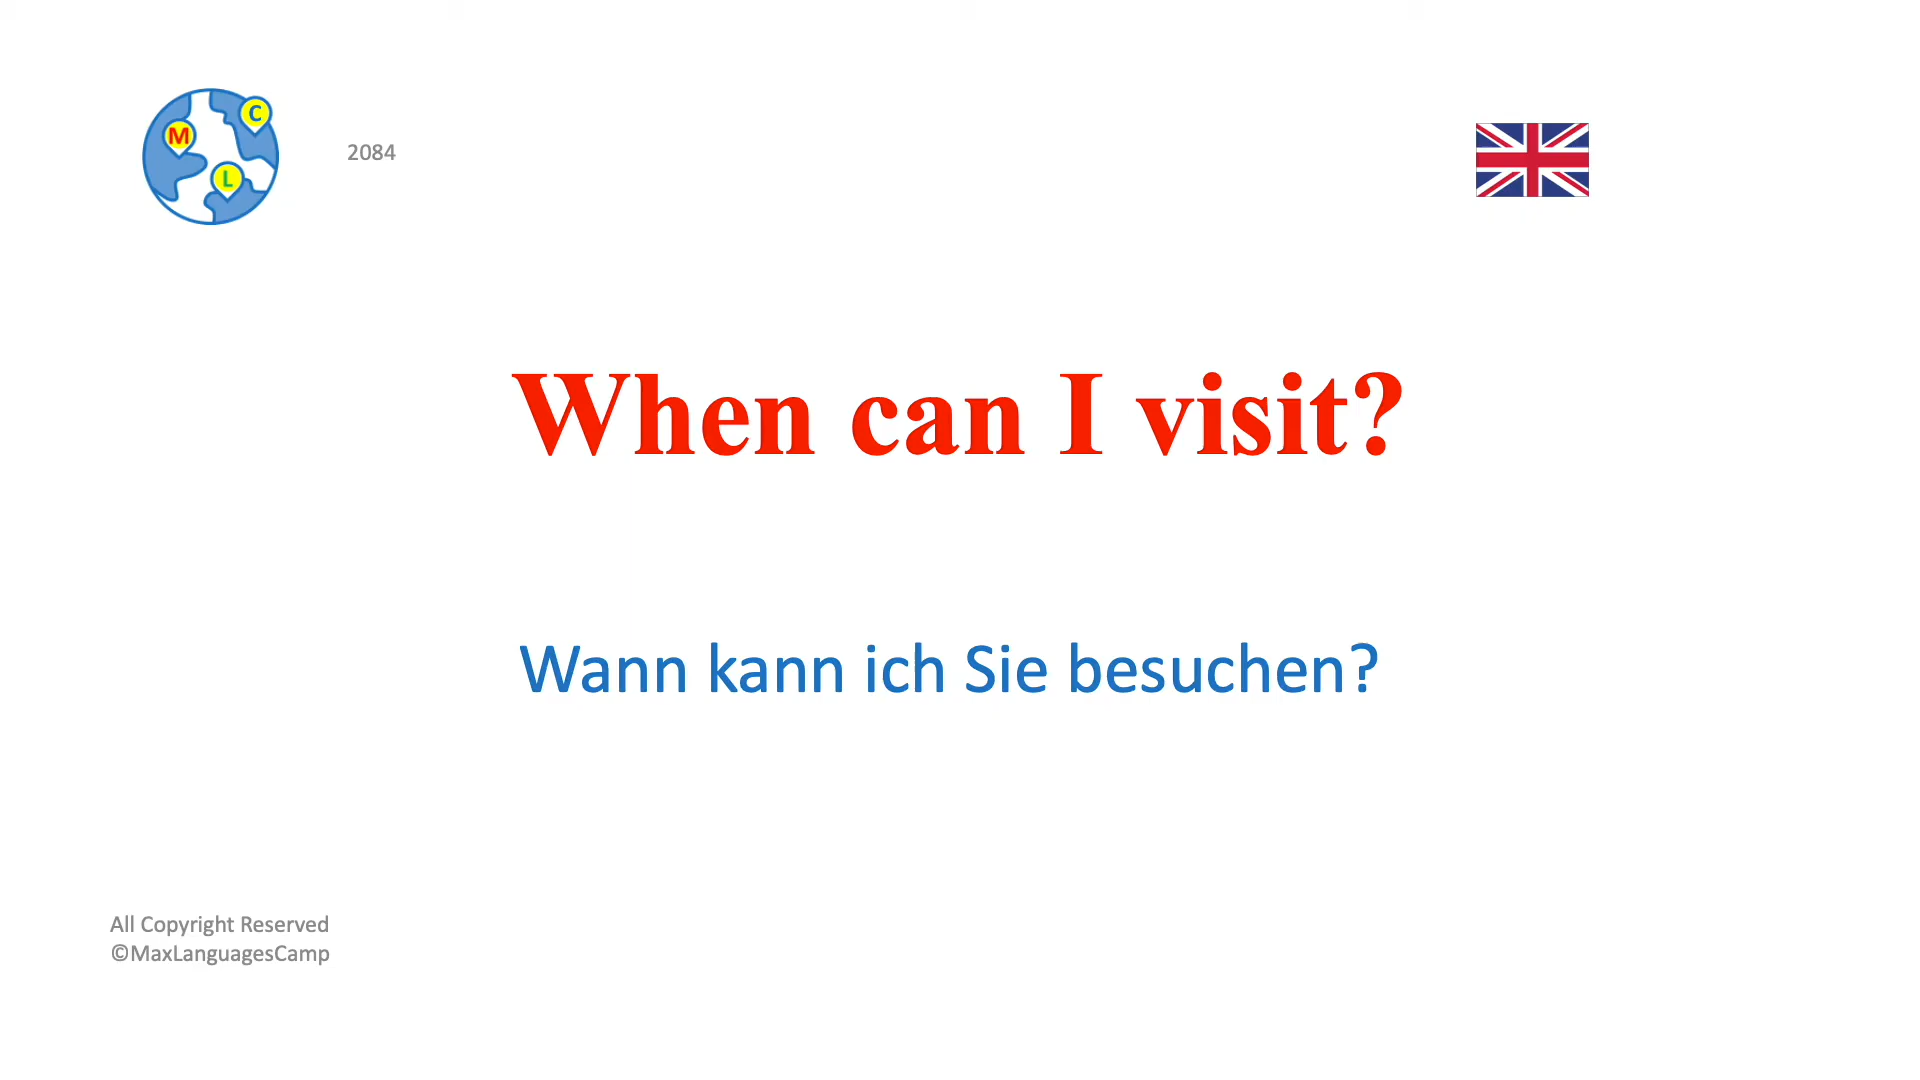 M
C
L
2084
When can I visit?
Wann kann ich Sie besuchen?
All Copyright Reserved
©MaxLanguagesCamp